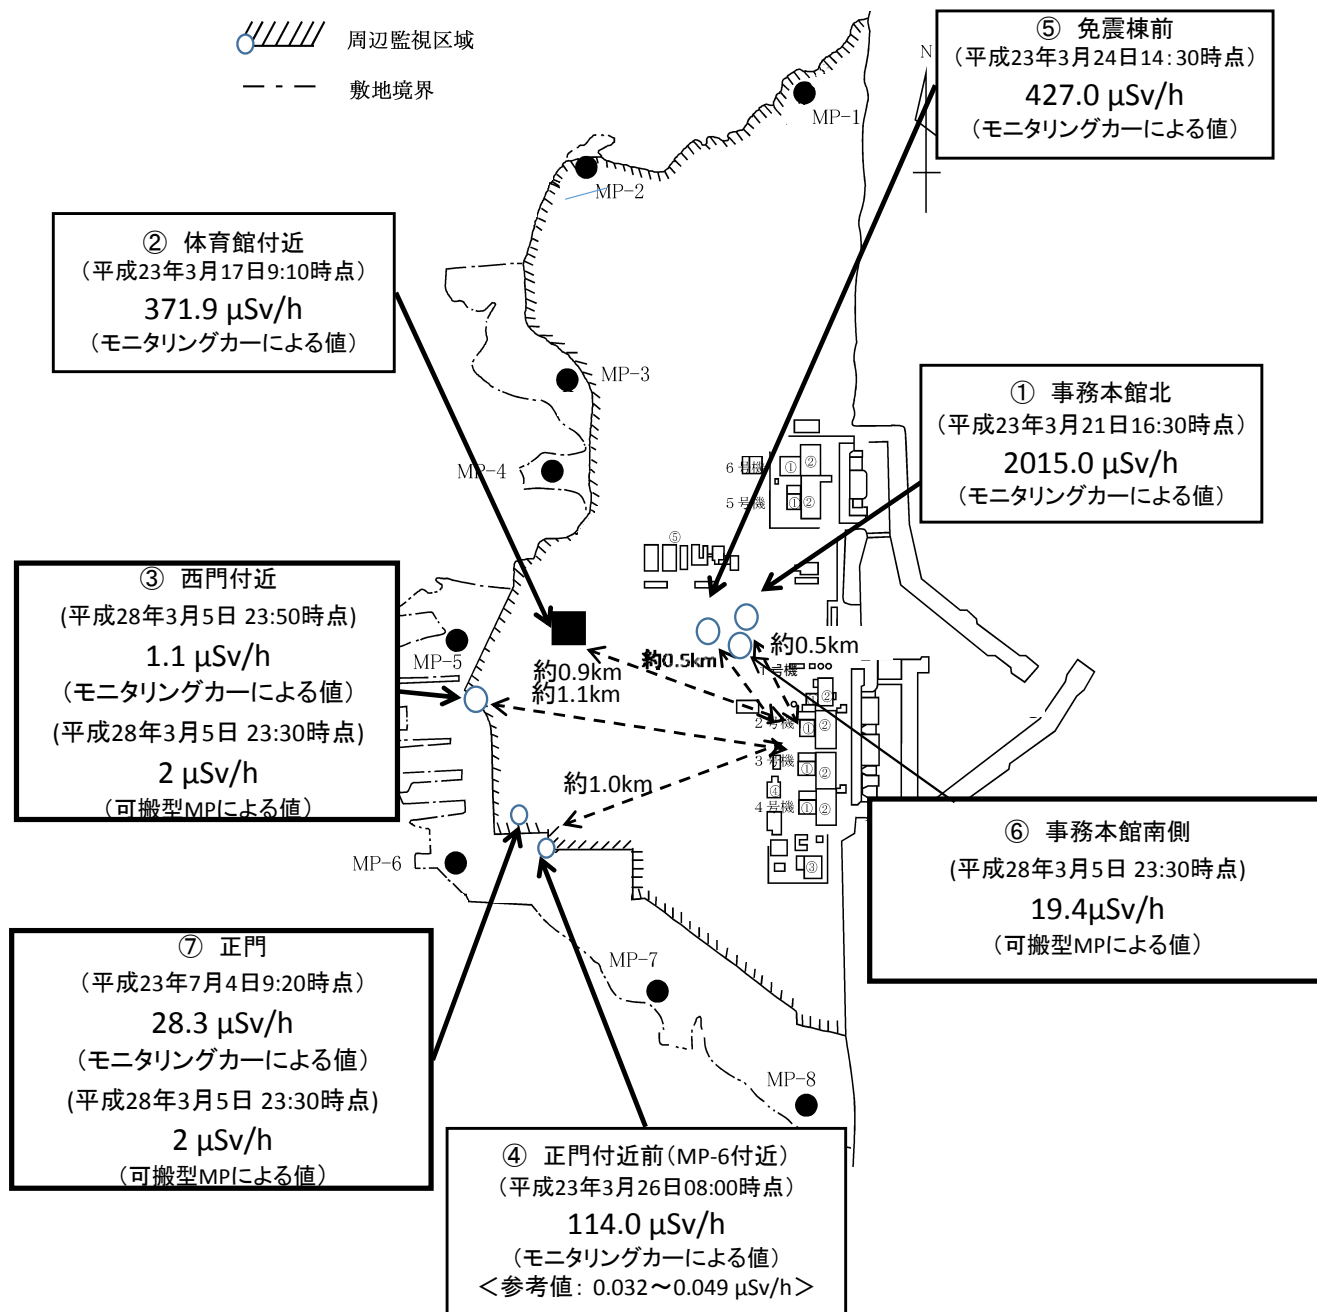 周辺監視区域
敷地境界
⑤ 免震棟前
（平成23年3月24日14:30時点）
427.0 μSv/h
（モニタリングカーによる値）
N
MP-1
MP-2
② 体育館付近
（平成23年3月17日9:10時点）
371.9 μSv/h
（モニタリングカーによる値）
MP-3
① 事務本館北
（平成23年3月21日16:30時点）
2015.0 μSv/h
（モニタリングカーによる値）
MP-4
6号機
①
②
5号機
①
②
⑤
③ 西門付近
(平成28年3月5日 23:50時点)
1.1 μSv/h
（モニタリングカーによる値）
(平成28年3月5日 23:30時点)
2 μSv/h
（可搬型MPによる値）
MP-5
約0.9km
約1.1km
約0.5km
約0.5km
1号機
②
2号機
①
②
3号機
①
②
④
4号機
①
②
③
約1.0km
MP-6
⑥ 事務本館南側
(平成28年3月5日 23:30時点)
19.4μSv/h
（可搬型MPによる値）
⑦ 正門
（平成23年7月4日9:20時点）
28.3 μSv/h
（モニタリングカーによる値）
(平成28年3月5日 23:30時点)
2 μSv/h
（可搬型MPによる値）
MP-7
MP-8
④ 正門付近前（MP-6付近）
（平成23年3月26日08:00時点）
114.0 μSv/h
（モニタリングカーによる値）
＜参考値： 0.032～0.049 μSv/h＞